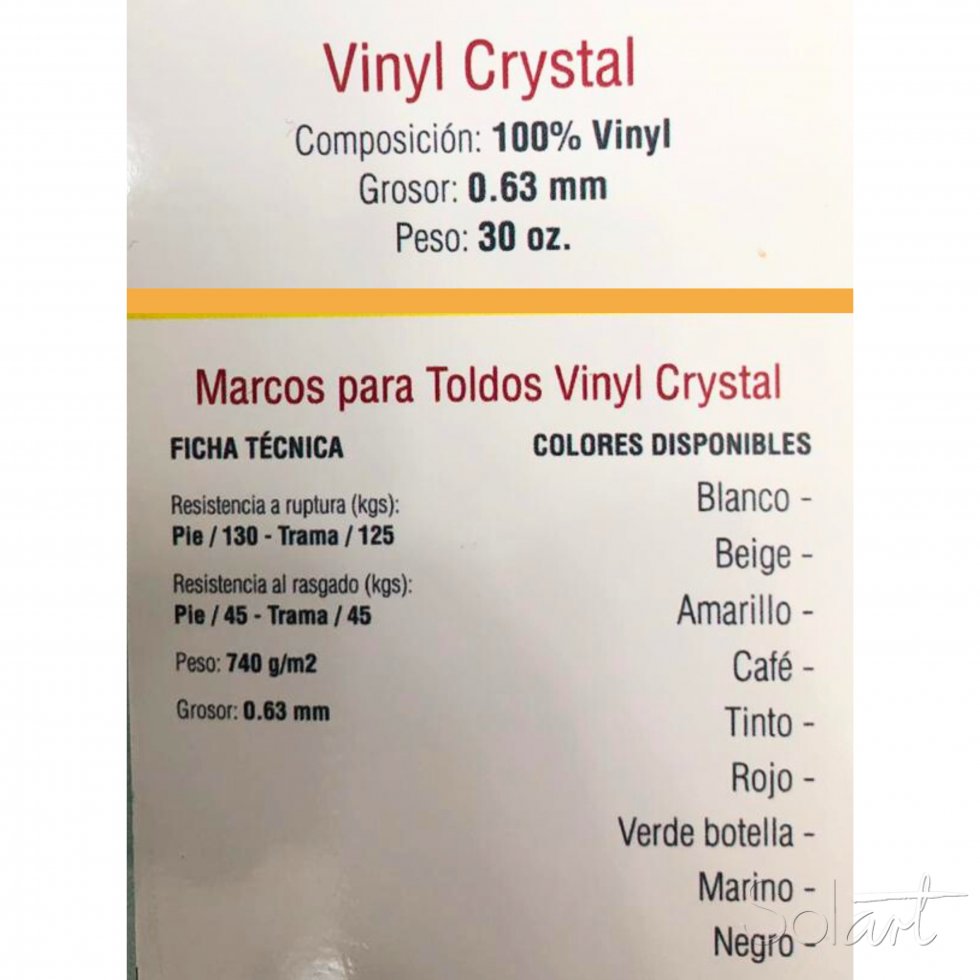 Vinyl Crystal
Composición: 100% Vinyl
Grosor: 0.63 mm
Peso: 30 oz.
Marcos para Toldos Vinyl Crystal
FICHA TÉCNICA
Resistencia a ruptura (kgs):
Pie / 130 - Trama / 125
Resistencia al rasgado (kgs):
Pie / 45 - Trama / 45
Peso: 740 g/m2
Grosor: 0.63 mm
COLORES DISPONIBLES
Blanco -
Beige -
Amarillo -
Café -
Tinto -
Rojo -
Verde botella -
Marino -
Negro -
Solart